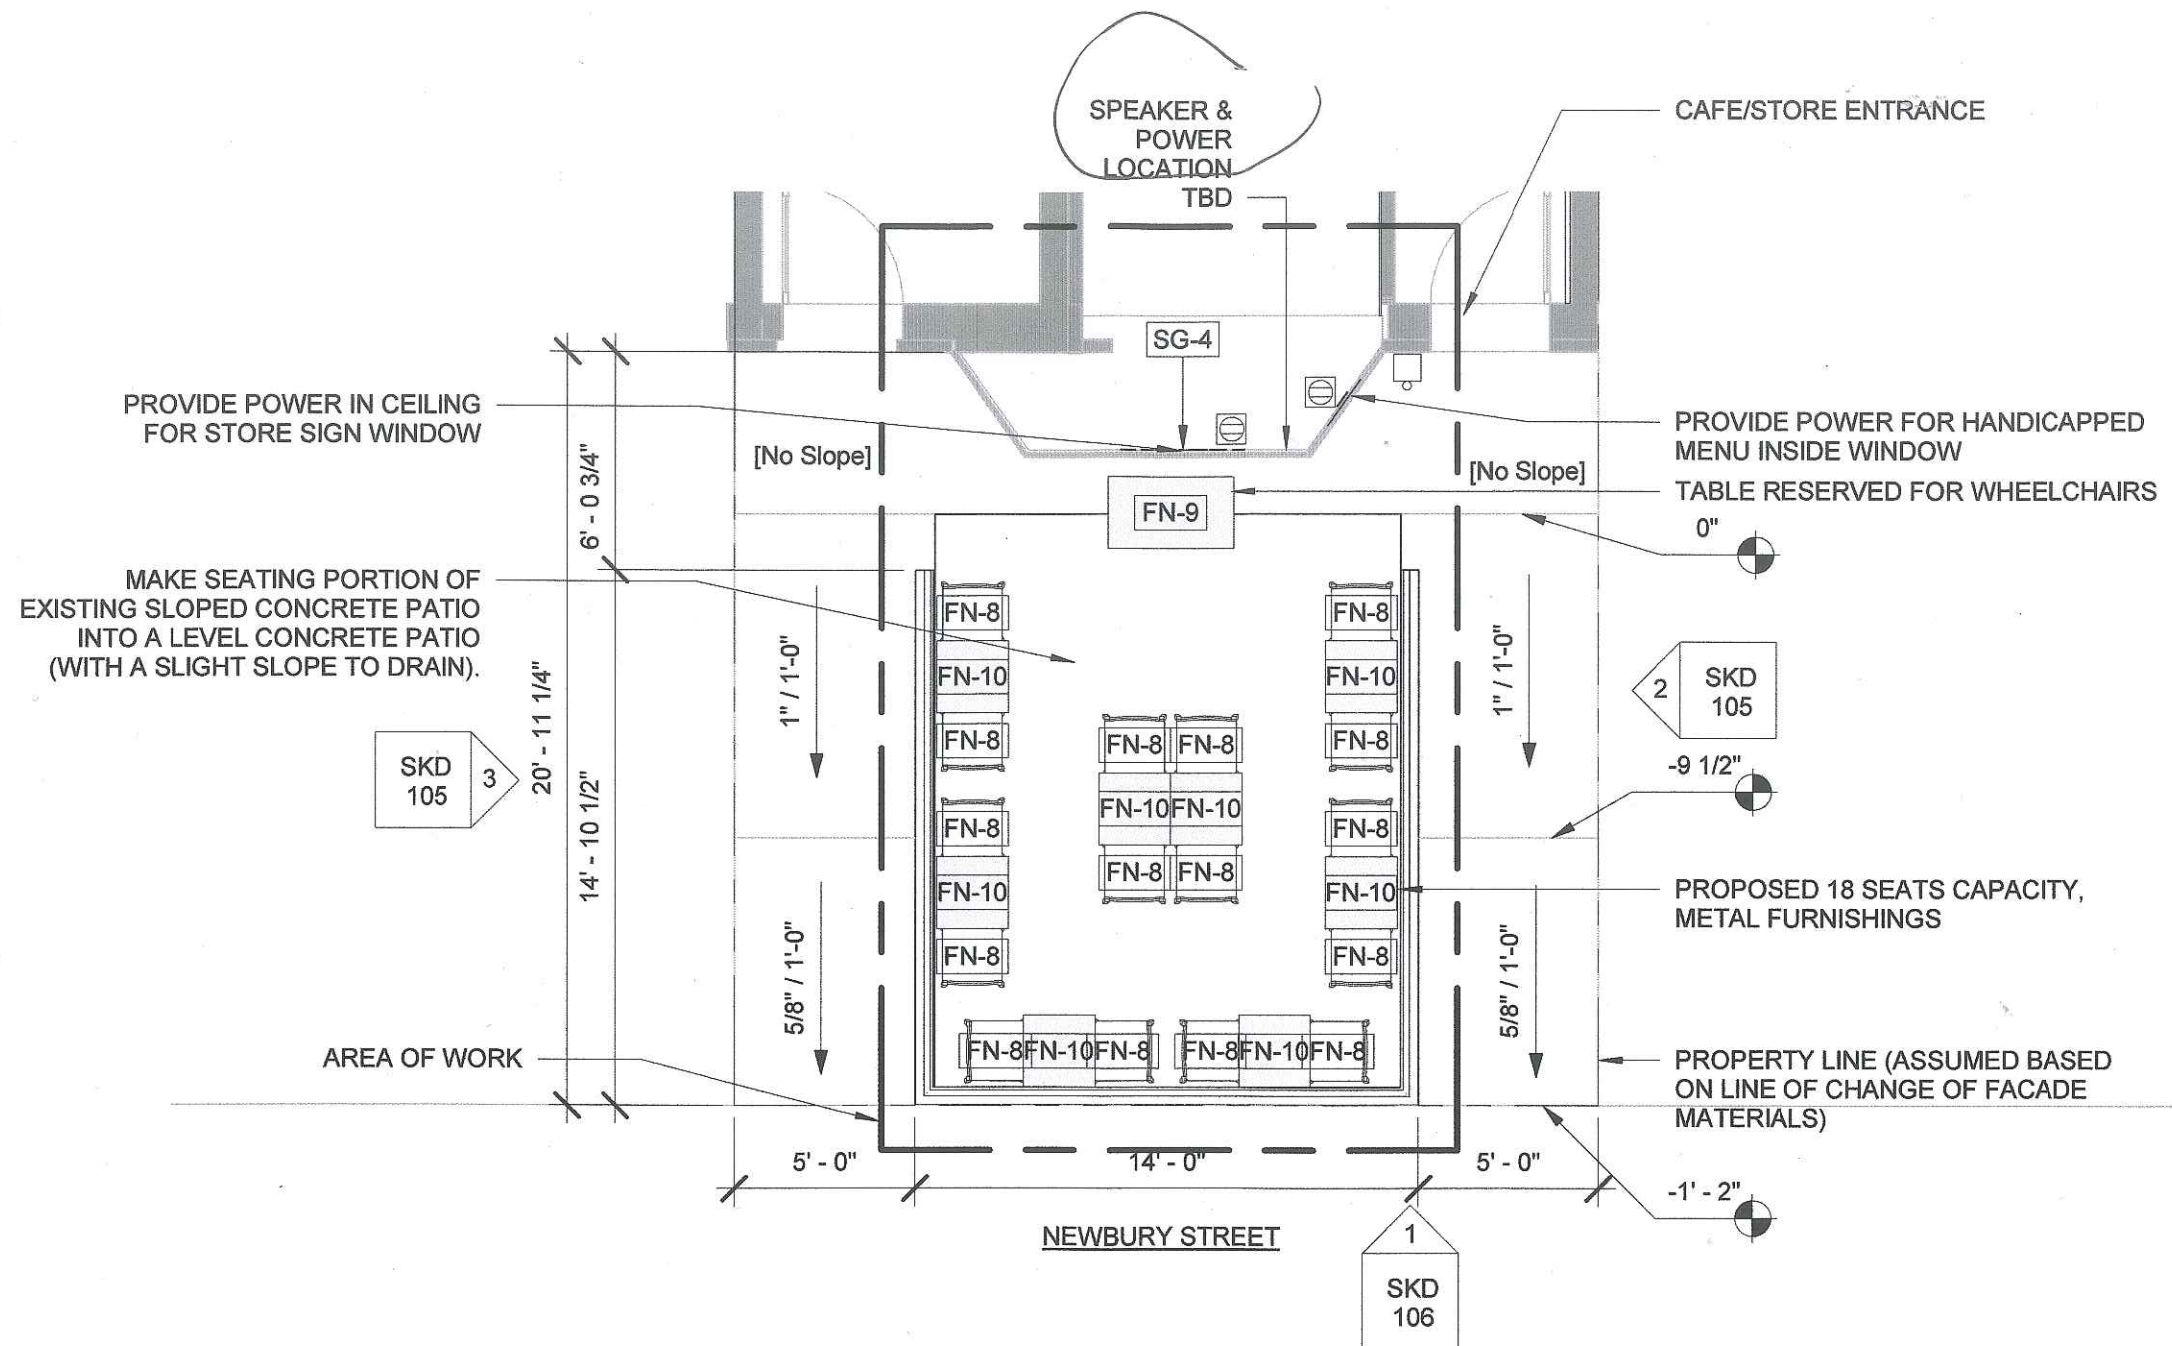 SPEAKER &
POWER
LOCATION
TBD
CAFE/STORE ENTRANCE
SG-4
PROVIDE POWER IN CEILING
FOR STORE SIGN WINDOW
[No Slope]
[No Slope]
PROVIDE POWER FOR HANDICAPPED
MENU INSIDE WINDOW
TABLE RESERVED FOR WHEELCHAIRS
FN-9
0"
6' - 0 3/4"
MAKE SEATING PORTION OF
EXISTING SLOPED CONCRETE PATIO
INTO A LEVEL CONCRETE PATIO
(WITH A SLIGHT SLOPE TO DRAIN).
FN-8
FN-8
FN-10
FN-10
FN-8
FN-8
1" / 1'-0"
1" / 1'-0"
2
SKD
105
SKD
105
3
20' - 11 1/4"
14' - 10 1/2"
-9 1/2"
FN-8
FN-8
FN-10
FN-10
FN-8
FN-8
FN-8
FN-8
FN-10
FN-10
FN-8
FN-8
PROPOSED 18 SEATS CAPACITY,
METAL FURNISHINGS
5/8" / 1'-0"
5/8" / 1'-0"
FN-8
FN-10
FN-8
FN-8
FN-10
FN-8
AREA OF WORK
PROPERTY LINE (ASSUMED BASED
ON LINE OF CHANGE OF FACADE
MATERIALS)
5' - 0"
14' - 0"
5' - 0"
-1' - 2"
NEWBURY STREET
1
SKD
106